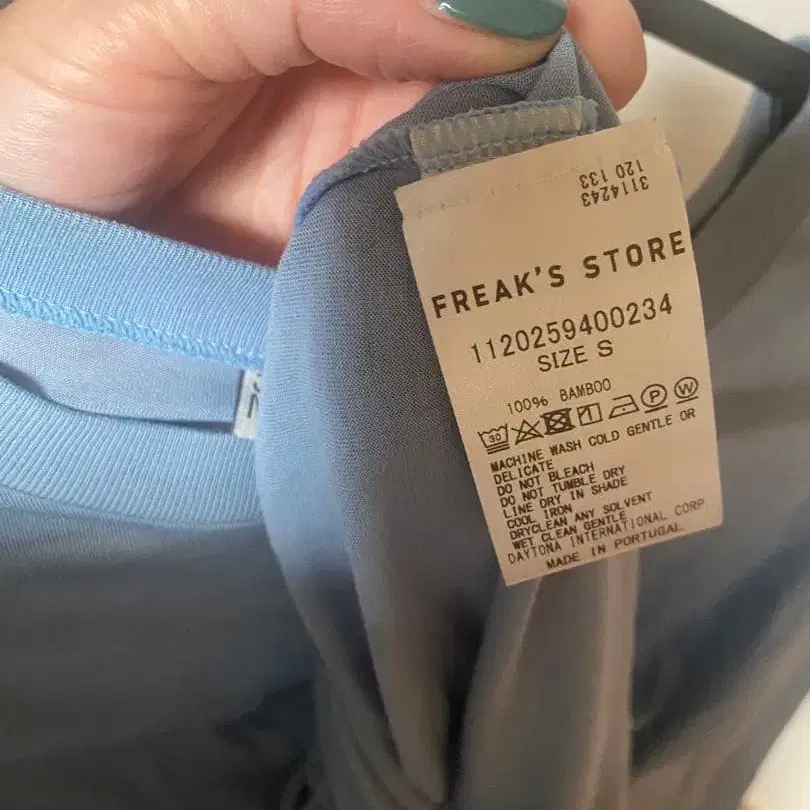 3114243
120 133
FREAK'S STORE
1120259400234
SIZE S
100% BAMBOO
30 P W
MACHINE WASH COLD GENTLE OR
DELICATE
DO NOT BLEACH
DO NOT TUMBLE DRY
LINE DRY IN SHADE
COOL IRON
DRYCLEAN ANY SOLVENT
WET CLEAN GENTLE
DAYTONA INTERNATIONAL CORP.
MADE IN PORTUGAL